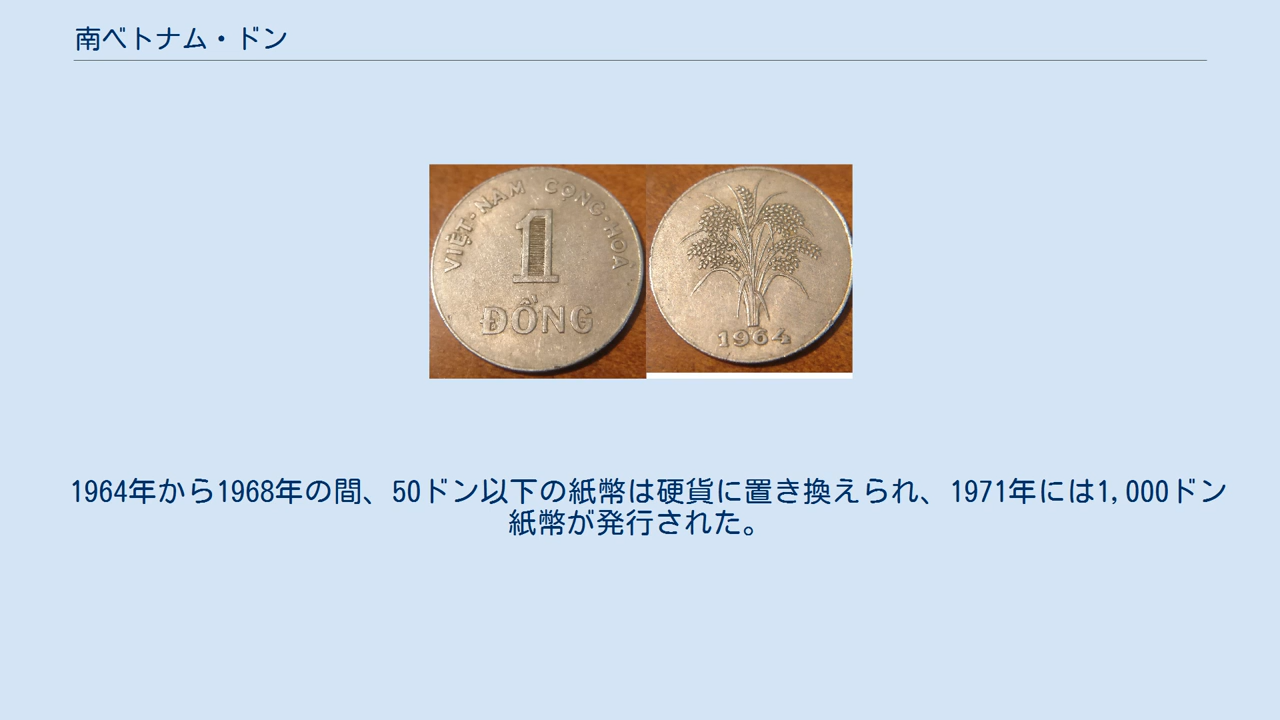 南ベトナム・ドン
VIỆT-NAM CỘNG-HOÀ
1
ĐỒNG
1964
1964年から1968年の間、50ドン以下の紙幣は硬貨に置き換えられ、1971年には1,000ドン
紙幣が発行された。